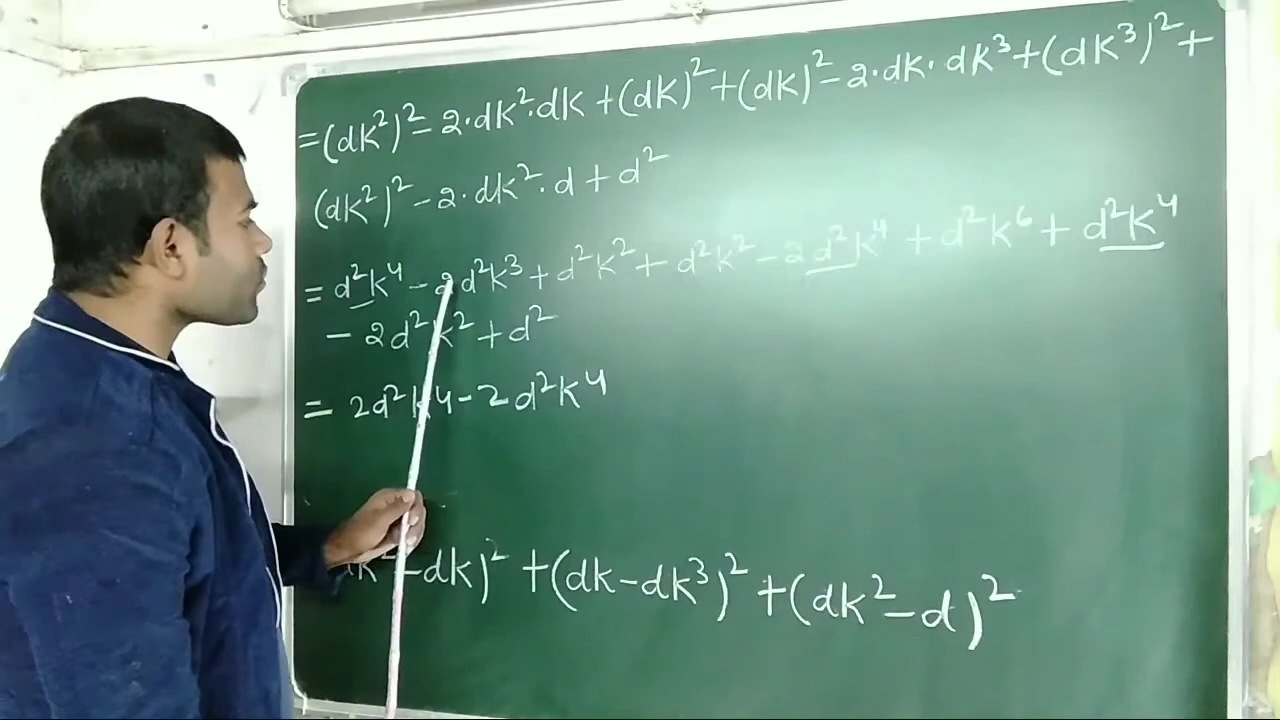 =(dk²)²-2·dk²·dk+(dk)²+(dk)²-2·dk·dk³+(dk³)²+
(dk²)²-2·dk²·d+d²
=d²k⁴-2d²k³+d²k²+d²k²-2d²k⁴+d²k⁶+d²k⁴
-2d²k²+d²
=2d²k⁴-2d²k⁴
dk²-dk)²+(dk-dk³)²+(dk²-d)²